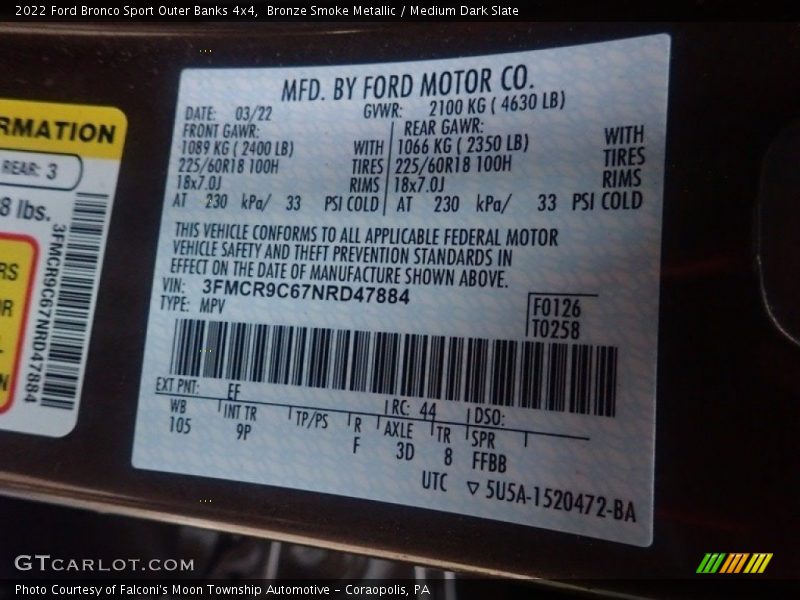 2022 Ford Bronco Sport Outer Banks 4x4,  Bronze Smoke Metallic / Medium Dark Slate
RMATION
REAR: 3
8 lbs.
RS
OR
N
3FMCR9C67NRD47884
MFD. BY FORD MOTOR CO.
DATE: 03/22 GVWR: 2100 KG ( 4630 LB)
FRONT GAWR: REAR GAWR:
1089 KG ( 2400 LB) WITH 1066 KG ( 2350 LB) WITH
225/60R18 100H TIRES 225/60R18 100H TIRES
18x7.0J RIMS 18x7.0J RIMS
AT 230 kPa/ 33 PSI COLD AT 230 kPa/ 33 PSI COLD
THIS VEHICLE CONFORMS TO ALL APPLICABLE FEDERAL MOTOR
VEHICLE SAFETY AND THEFT PREVENTION STANDARDS IN
EFFECT ON THE DATE OF MANUFACTURE SHOWN ABOVE.
VIN: 3FMCR9C67NRD47884
TYPE: MPV
F0126
T0258
EXT PNT: EF RC: 44 DSO:
WB INT TR TP/PS R AXLE TR SPR
105 9P F 3D 8 FFBB
UTC ▽ 5U5A-1520472-BA
GTCARLOT.COM
Photo Courtesy of Falconi's Moon Township Automotive - Coraopolis, PA